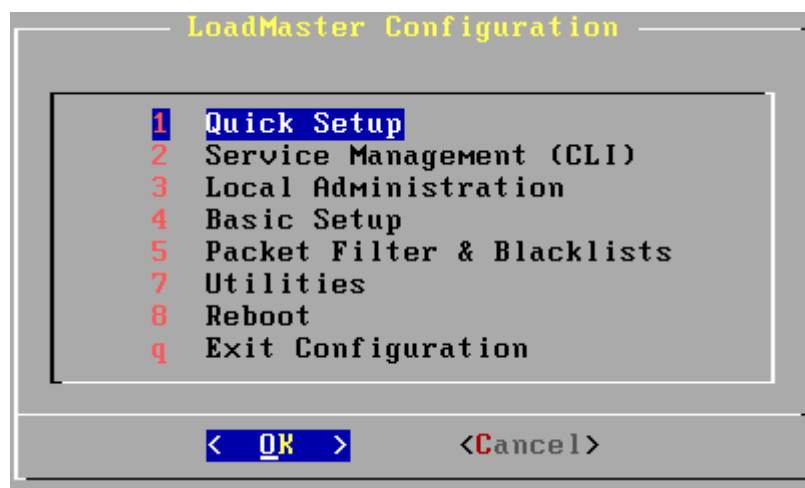 LoadMaster Configuration
1 Quick Setup
2 Service Management (CLI)
3 Local Administration
4 Basic Setup
5 Packet Filter & Blacklists
7 Utilities
8 Reboot
q Exit Configuration
< OK > <Cancel>